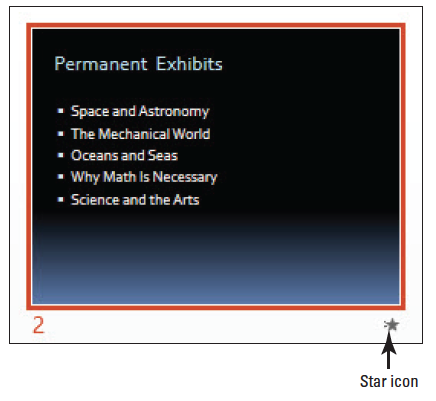 Permanent Exhibits
▪ Space and Astronomy
▪ The Mechanical World
▪ Oceans and Seas
▪ Why Math Is Necessary
▪ Science and the Arts
2
Star icon